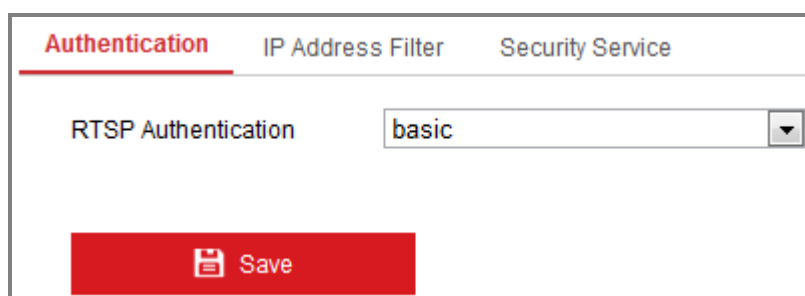 Authentication IP Address Filter Security Service
RTSP Authentication basic
Save